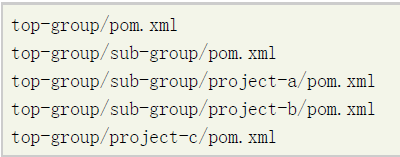 top-group/pom.xml
top-group/sub-group/pom.xml
top-group/sub-group/project-a/pom.xml
top-group/sub-group/project-b/pom.xml
top-group/project-c/pom.xml